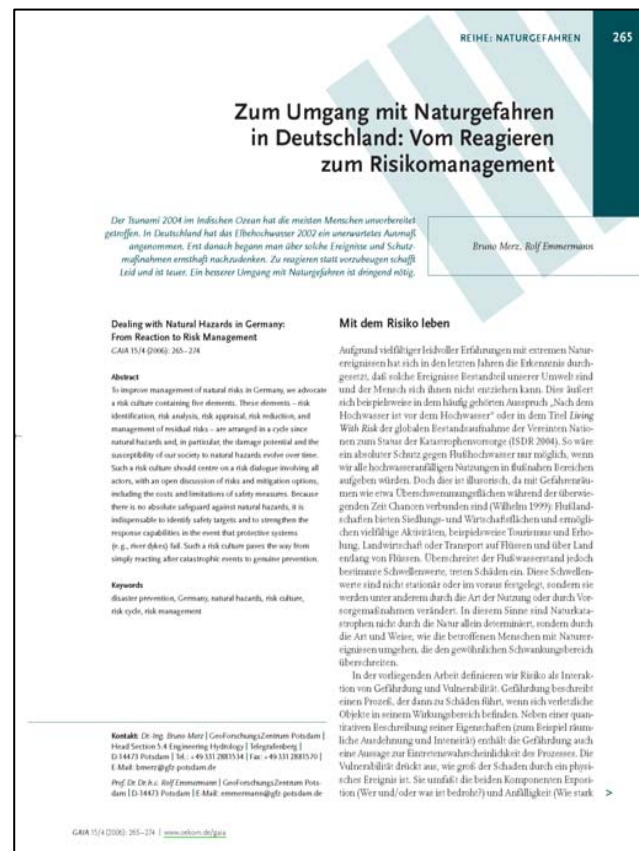 REIHE: NATURGEFAHREN
265
Zum Umgang mit Naturgefahren
in Deutschland: Vom Reagieren
zum Risikomanagement
Der Tsunami 2004 im Indischen Ozean hat die meisten Menschen unvorbereitet
getroffen. In Deutschland hat das Elbehochwasser 2002 ein unerwartetes Ausmaß
angenommen. Erst danach begann man über solche Ereignisse und Schutz-
maßnahmen ernsthaft nachzudenken. Zu reagieren statt vorzubeugen schafft
Leid und ist teuer. Ein besserer Umgang mit Naturgefahren ist dringend nötig.
Bruno Merz, Rolf Emmermann
Dealing with Natural Hazards in Germany:
From Reaction to Risk Management
GAIA 15/4 (2006): 265–274
Abstract
To improve management of natural risks in Germany, we advocate
a risk culture containing five elements. These elements – risk
identification, risk analysis, risk appraisal, risk reduction, and
management of residual risks – are arranged in a cycle since
natural hazards and, in particular, the damage potential and the
susceptibility of our society to natural hazards evolve over time.
Such a risk culture should centre on a risk dialogue involving all
actors, with an open discussion of risks and mitigation options,
including the costs and limitations of safety measures. Because
there is no absolute safeguard against natural hazards, it is
indispensable to identify safety targets and to strengthen the
response capabilities in the event that protective systems
(e. g., river dykes) fail. Such a risk culture paves the way from
simply reacting after catastrophic events to genuine prevention.
Keywords
disaster prevention, Germany, natural hazards, risk culture,
risk cycle, risk management
Kontakt: Dr.-Ing. Bruno Merz | GeoForschungsZentrum Potsdam |
Head Section 5.4 Engineering Hydrology | Telegrafenberg |
D-14473 Potsdam | Tel.: +49 331 2881534 | Fax: +49 331 2881570 |
E-Mail: bmerz@gfz-potsdam.de
Prof. Dr. Dr. h. c. Rolf Emmermann | GeoForschungsZentrum Pots-
dam | D-14473 Potsdam | E-Mail: emmermann@gfz-potsdam.de
Mit dem Risiko leben
Aufgrund vielfältiger leidvoller Erfahrungen mit extremen Natur-
ereignissen hat sich in den letzten Jahren die Erkenntnis durch-
gesetzt, daß solche Ereignisse Bestandteil unserer Umwelt sind
und der Mensch sich ihnen nicht entziehen kann. Dies äußert
sich beispielsweise in dem häufig gehörten Ausspruch „Nach dem
Hochwasser ist vor dem Hochwasser“ oder in dem Titel Living
With Risk der globalen Bestandsaufnahme der Vereinten Natio-
nen zum Status der Katastrophenvorsorge (ISDR 2004). So wäre
ein absoluter Schutz gegen Flußhochwasser nur möglich, wenn
wir alle hochwasseranfälligen Nutzungen in flußnahen Bereichen
aufgeben würden. Doch dies ist illusorisch, da mit Gefahrenräu-
men wie etwa Überschwemmungsflächen während der überwie-
genden Zeit Chancen verbunden sind (Wilhelm 1999): Flußland-
schaften bieten Siedlungs- und Wirtschaftsflächen und ermögli-
chen vielfältige Aktivitäten, beispielsweise Tourismus und Erho-
lung, Landwirtschaft oder Transport auf Flüssen und über Land
entlang von Flüssen. Überschreitet der Flußwasserstand jedoch
bestimmte Schwellenwerte, treten Schäden ein. Diese Schwellen-
werte sind nicht stationär oder im voraus festgelegt, sondern sie
werden unter anderem durch die Art der Nutzung oder durch Vor-
sorgemaßnahmen verändert. In diesem Sinne sind Naturkata-
strophen nicht durch die Natur allein determiniert, sondern durch
die Art und Weise, wie die betroffenen Menschen mit Naturer-
eignissen umgehen, die den gewöhnlichen Schwankungsbereich
überschreiten.
In der vorliegenden Arbeit definieren wir Risiko als Interak-
tion von Gefährdung und Vulnerabilität. Gefährdung beschreibt
einen Prozeß, der dann zu Schäden führt, wenn sich verletzliche
Objekte in seinem Wirkungsbereich befinden. Neben einer quan-
titativen Beschreibung seiner Eigenschaften (zum Beispiel räum-
liche Ausdehnung und Intensität) enthält die Gefährdung auch
eine Aussage zur Eintretenswahrscheinlichkeit des Prozesses. Die
Vulnerabilität drückt aus, wie groß der Schaden durch ein physi-
sches Ereignis ist. Sie umfaßt die beiden Komponenten Exposi-
tion (Wer und/oder was ist bedroht?) und Anfälligkeit (Wie stark >
GAIA 15/4 (2006): 265–274 | www.oekom.de/gaia